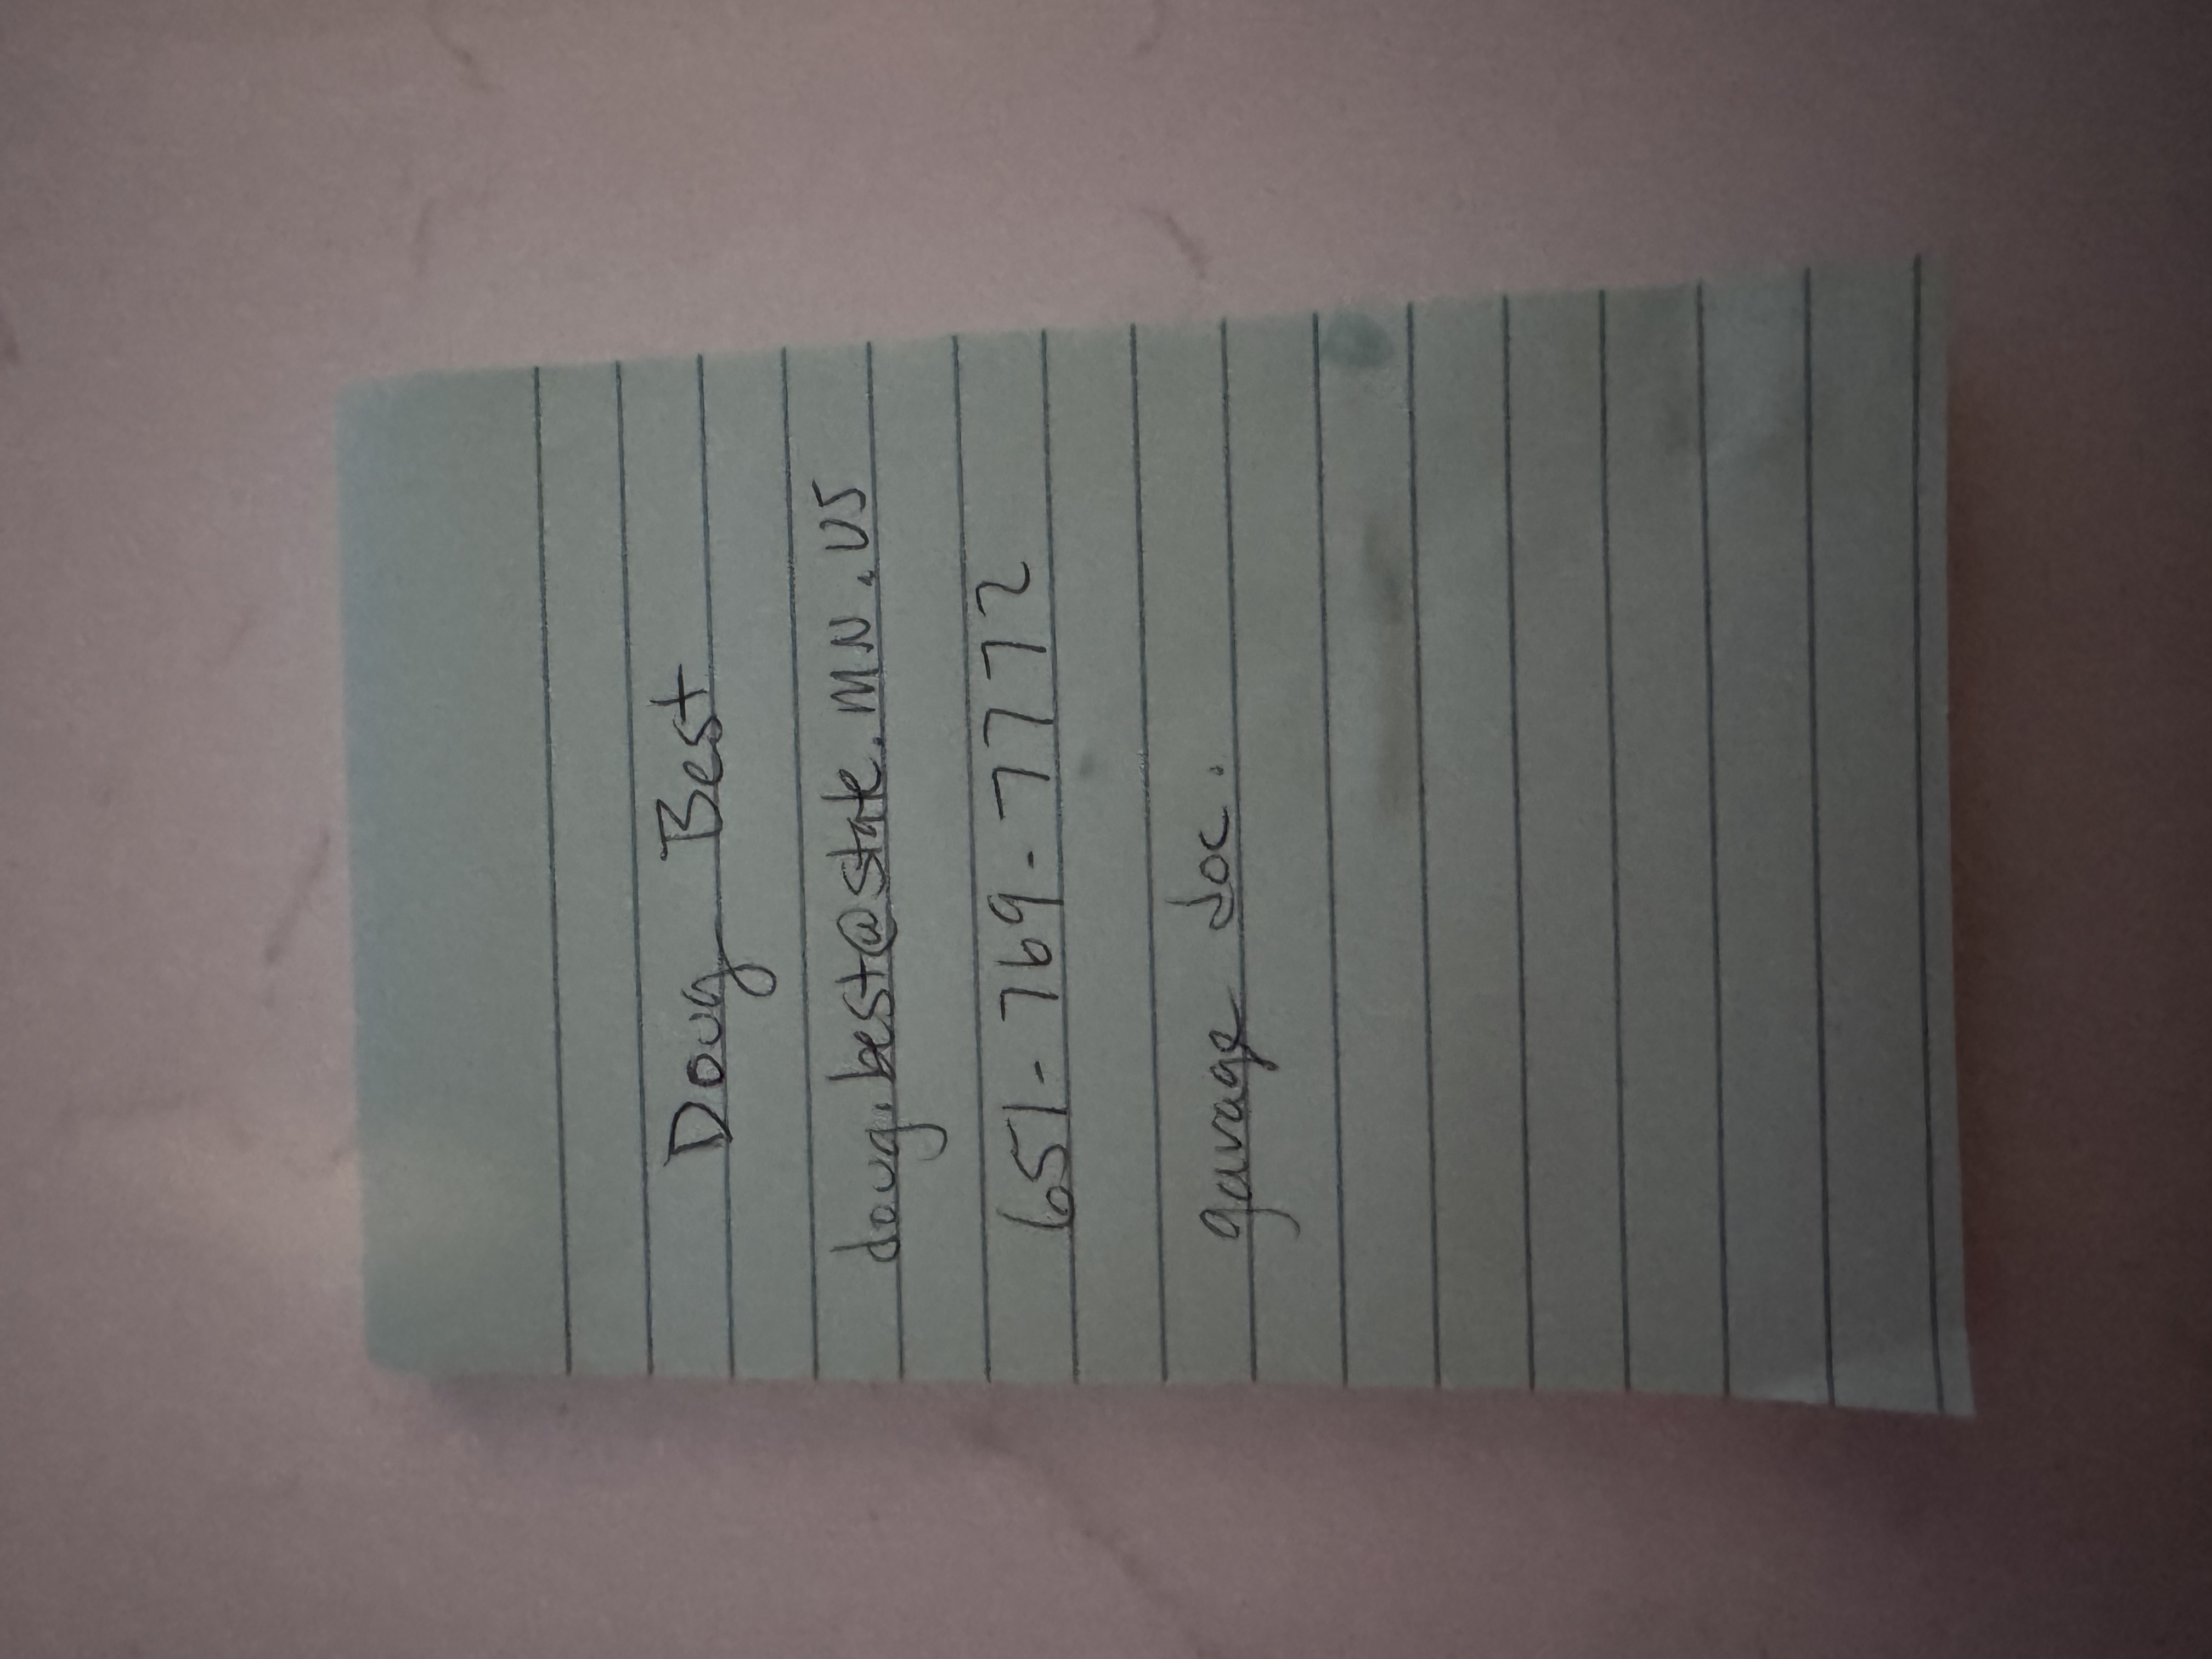 Doug Best
doug.best@state.mn.us
651-769-7772
garage doc.